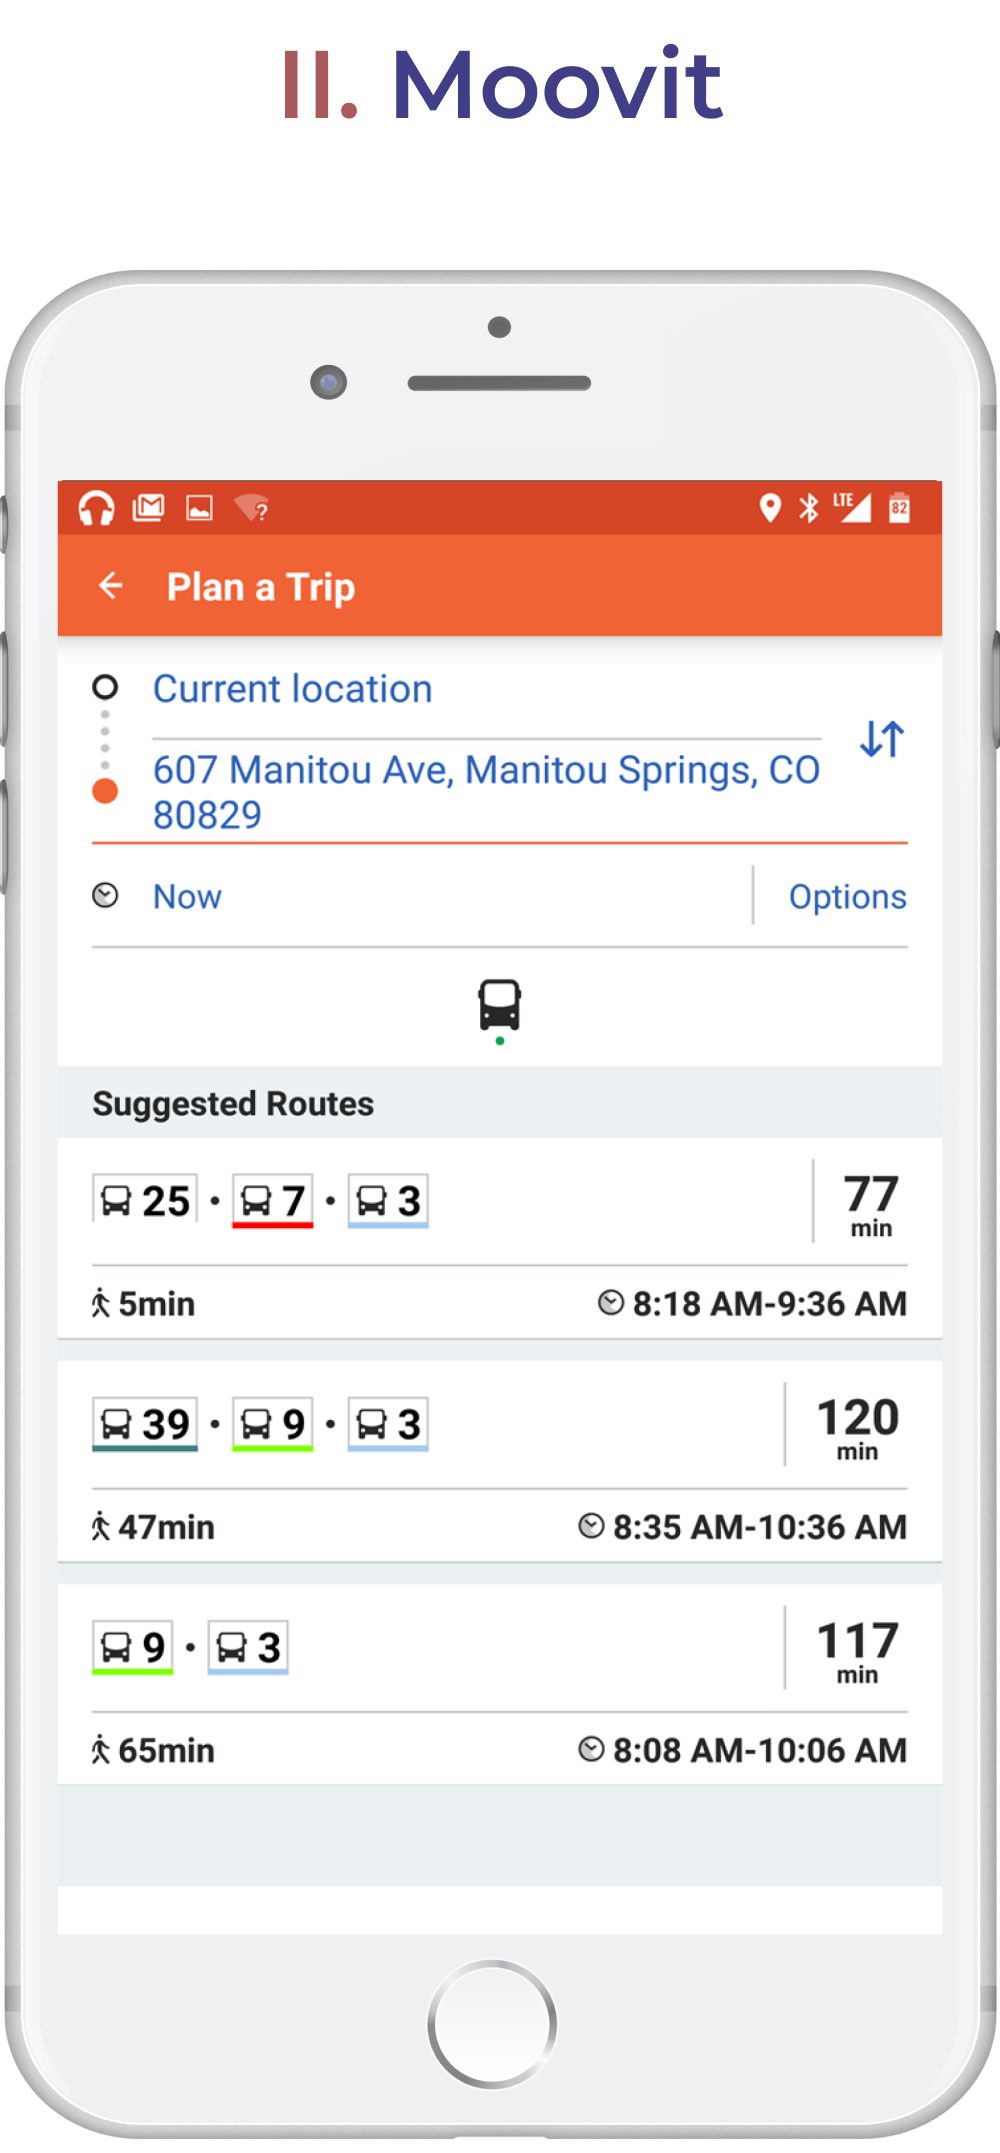 II. Moovit
LTE
82
Plan a Trip
Current location
607 Manitou Ave, Manitou Springs, CO
80829
Now
Options
Suggested Routes
25 • 7 • 3
77
min
5min
8:18 AM-9:36 AM
39 • 9 • 3
120
min
47min
8:35 AM-10:36 AM
9 • 3
117
min
65min
8:08 AM-10:06 AM